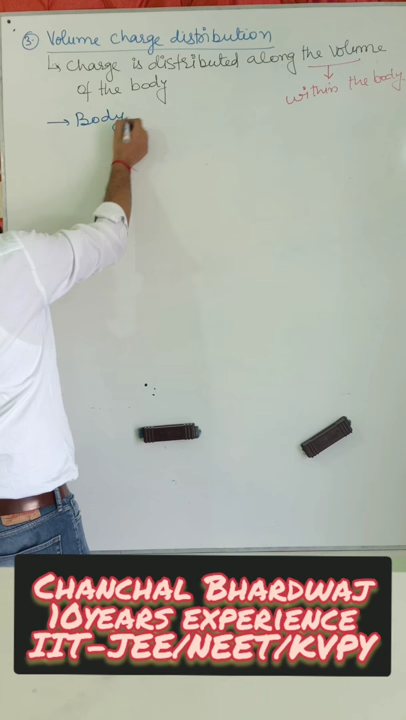 ③. Volume charge distribution
↳ Charge is distributed along the volume
of the body
↓
within the body
→ Body
CHANCHAL BHARDWAJ
10YEARS EXPERIENCE
IIT-JEE/NEET/KVPY